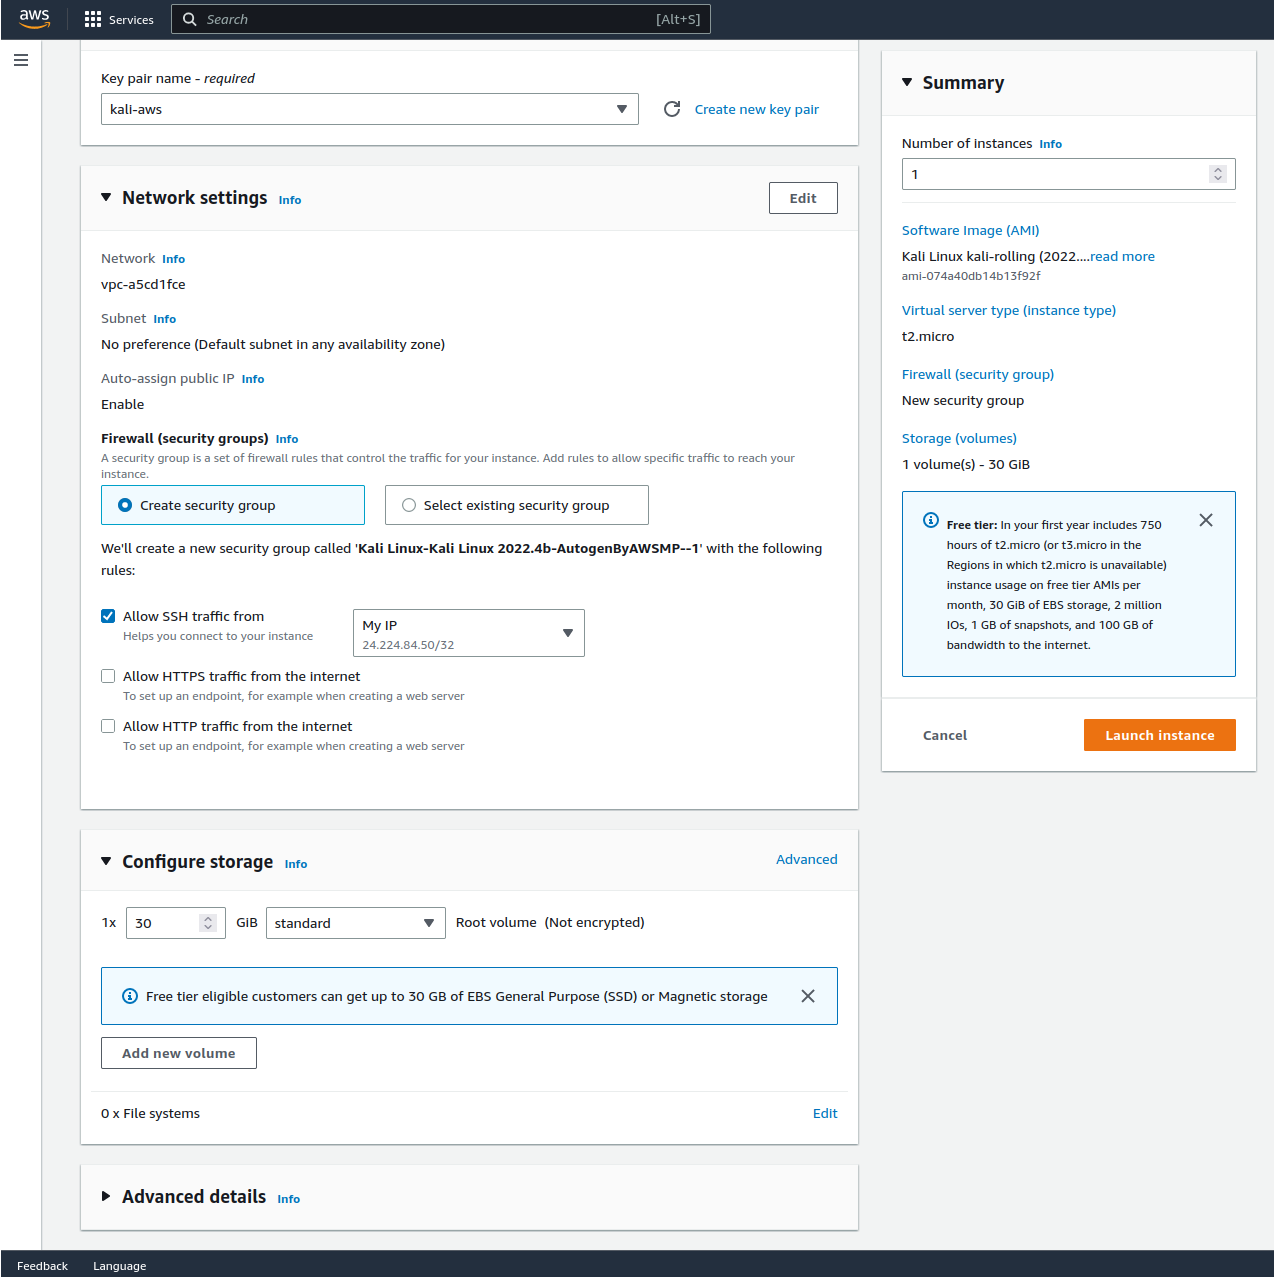 aws
Services
Search
[Alt+S]
Key pair name - required
kali-aws
Create new key pair
Network settings Info
Edit
Network Info
vpc-a5cd1fce
Subnet Info
No preference (Default subnet in any availability zone)
Auto-assign public IP Info
Enable
Firewall (security groups) Info
A security group is a set of firewall rules that control the traffic for your instance. Add rules to allow specific traffic to reach your
instance.
Create security group
Select existing security group
We'll create a new security group called 'Kali Linux-Kali Linux 2022.4b-AutogenByAWSMP--1' with the following
rules:
Allow SSH traffic from
Helps you connect to your instance
My IP
24.224.84.50/32
Allow HTTPS traffic from the internet
To set up an endpoint, for example when creating a web server
Allow HTTP traffic from the internet
To set up an endpoint, for example when creating a web server
Configure storage Info
Advanced
1x 30 GiB standard Root volume (Not encrypted)
Free tier eligible customers can get up to 30 GB of EBS General Purpose (SSD) or Magnetic storage
Add new volume
0 x File systems
Edit
Advanced details Info
Summary
Number of instances Info
1
Software Image (AMI)
Kali Linux kali-rolling (2022....read more
ami-074a40db14b13f92f
Virtual server type (instance type)
t2.micro
Firewall (security group)
New security group
Storage (volumes)
1 volume(s) - 30 GiB
Free tier: In your first year includes 750
hours of t2.micro (or t3.micro in the
Regions in which t2.micro is unavailable)
instance usage on free tier AMIs per
month, 30 GiB of EBS storage, 2 million
IOs, 1 GB of snapshots, and 100 GB of
bandwidth to the internet.
Cancel
Launch instance
Feedback
Language